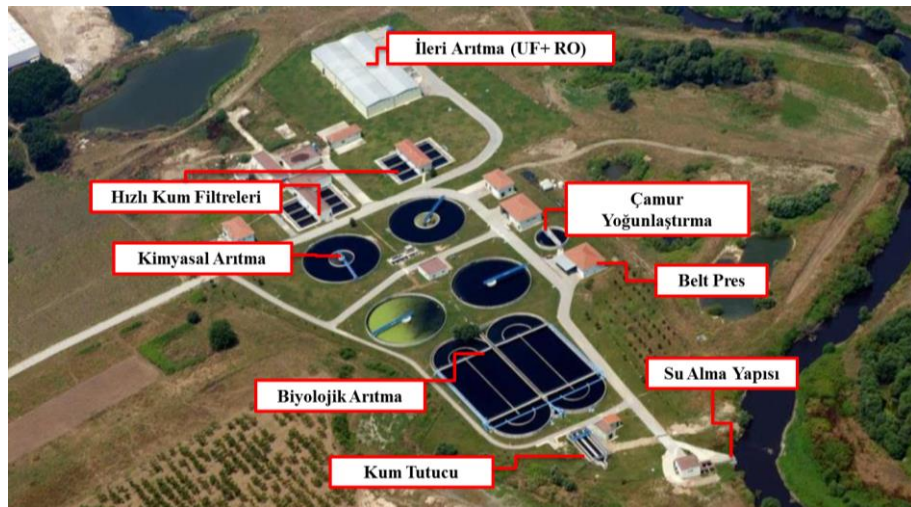 İleri Arıtma (UF+ RO)
Hızlı Kum Filtreleri
Çamur
Yoğunlaştırma
Kimyasal Arıtma
Belt Pres
Su Alma Yapısı
Biyolojik Arıtma
Kum Tutucu